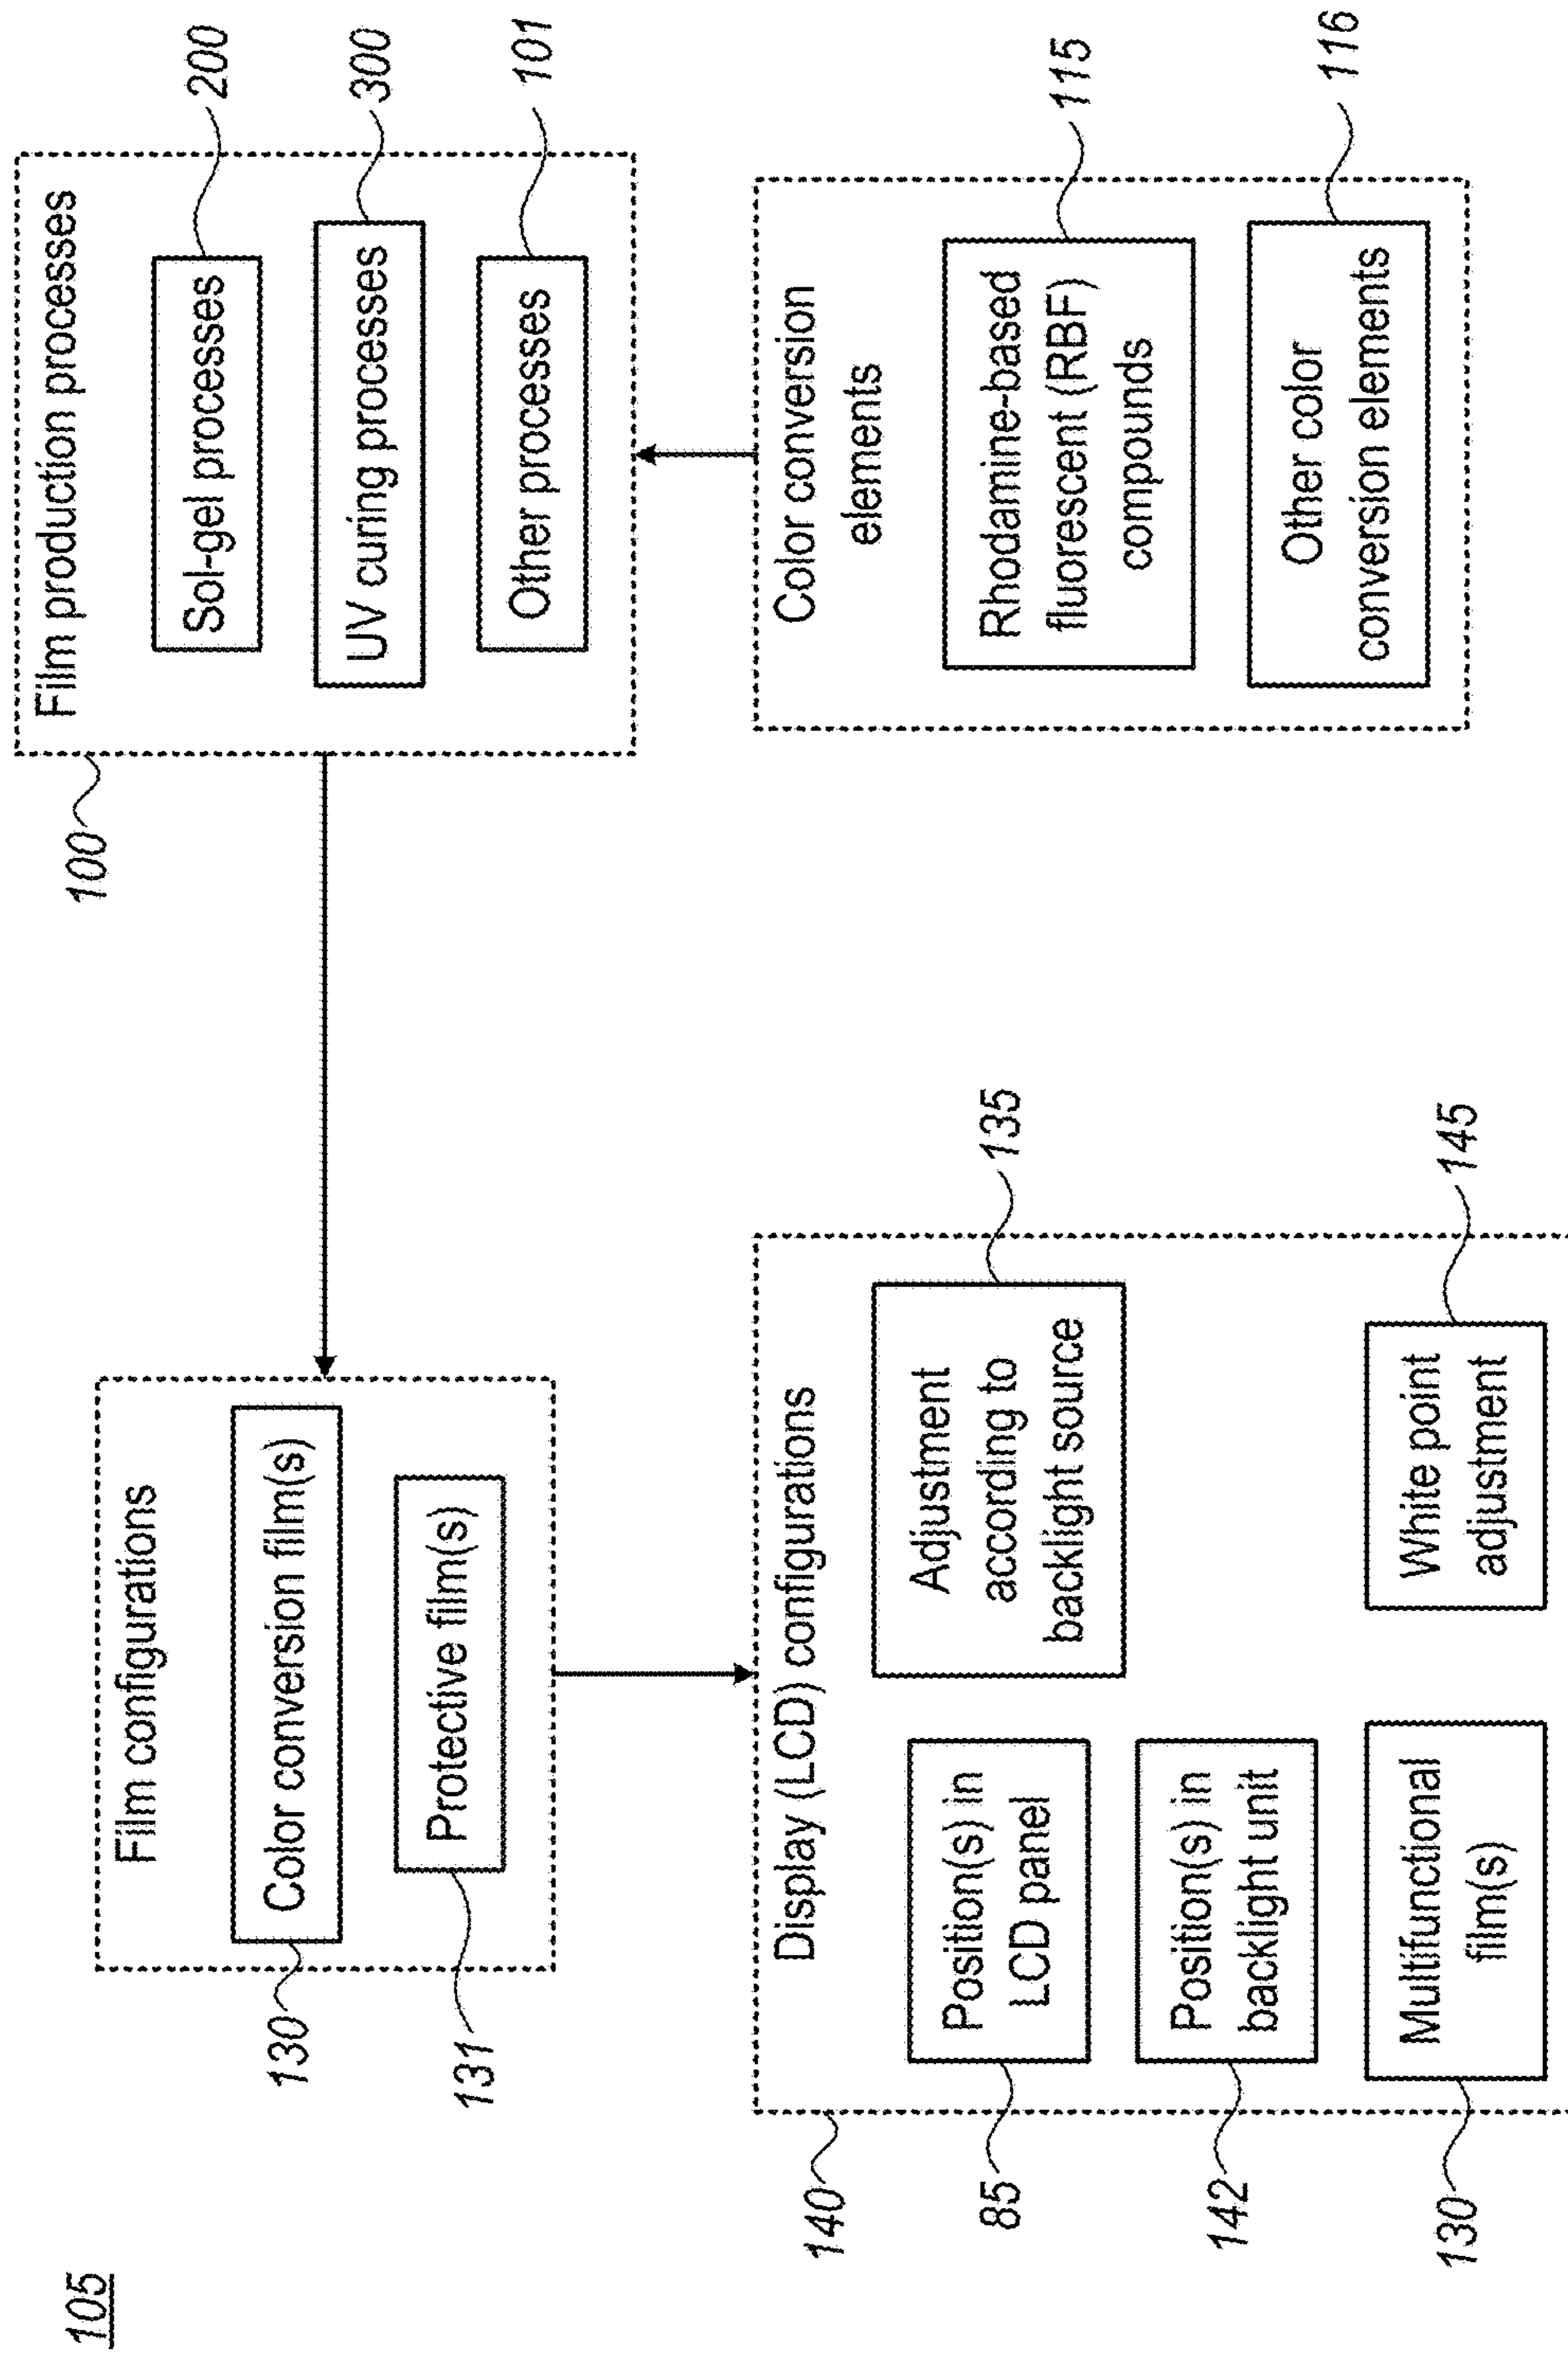 105
Film configurations
Color conversion film(s)
130
Protective film(s)
131
Film production processes
100
Sol-gel processes
200
UV curing processes
300
Other processes
101
Display (LCD) configurations
140
Position(s) in
LCD panel
85
Adjustment
according to
backlight source
135
Position(s) in
backlight unit
142
Multifunctional
film(s)
130
White point
adjustment
145
Color conversion
elements
Rhodamine-based
fluorescent (RBF)
compounds
115
Other color
conversion elements
116